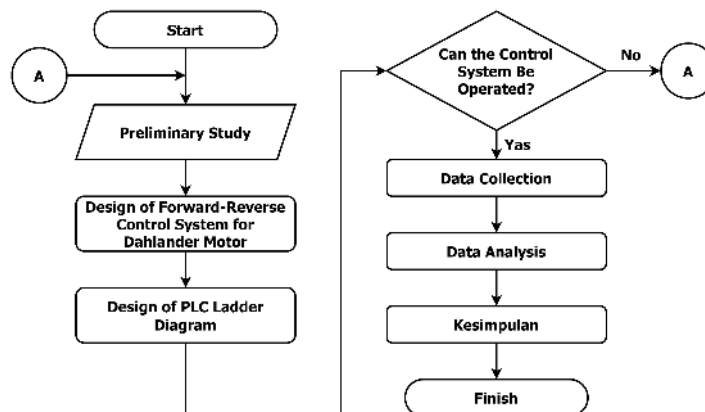 Start
A
Preliminary Study
Design of Forward-Reverse
Control System for
Dahlander Motor
Design of PLC Ladder
Diagram
Can the Control
System Be
Operated?
No
A
Yas
Data Collection
Data Analysis
Kesimpulan
Finish